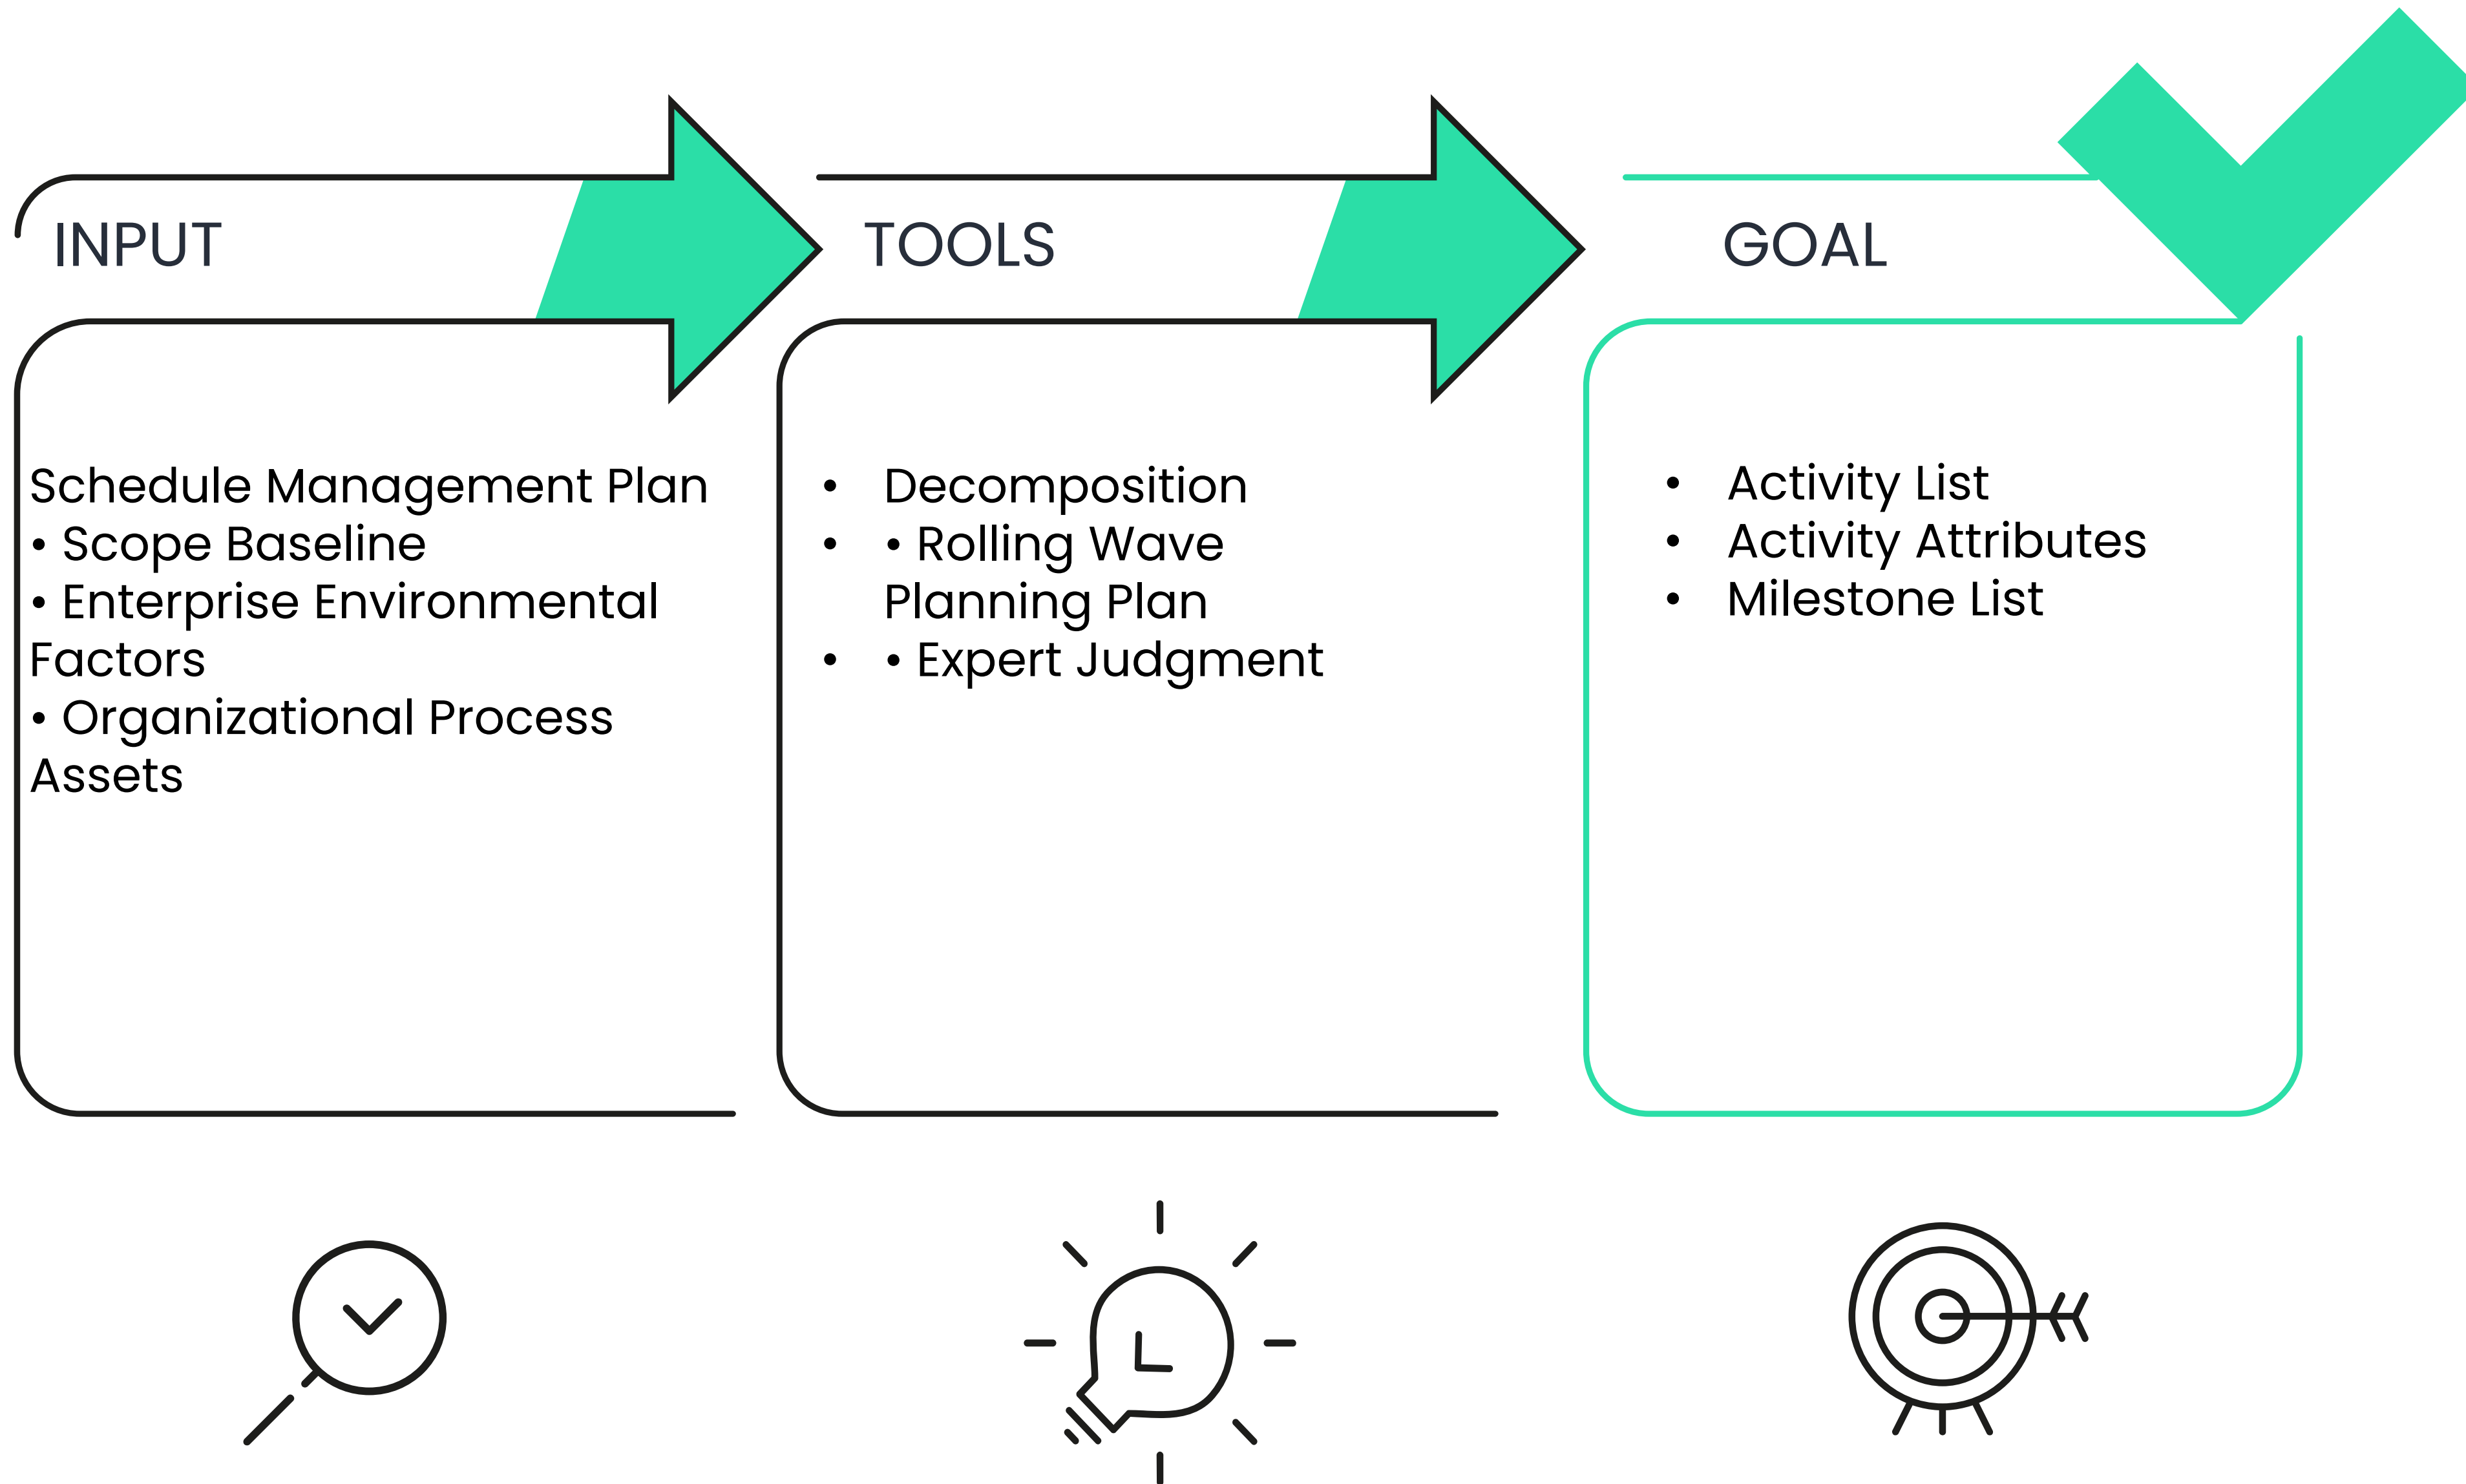 INPUT
TOOLS
GOAL
Schedule Management Plan
• Scope Baseline
• Enterprise Environmental
Factors
• Organizational Process
Assets
• Decomposition
• • Rolling Wave
Planning Plan
• • Expert Judgment
• Activity List
• Activity Attributes
• Milestone List